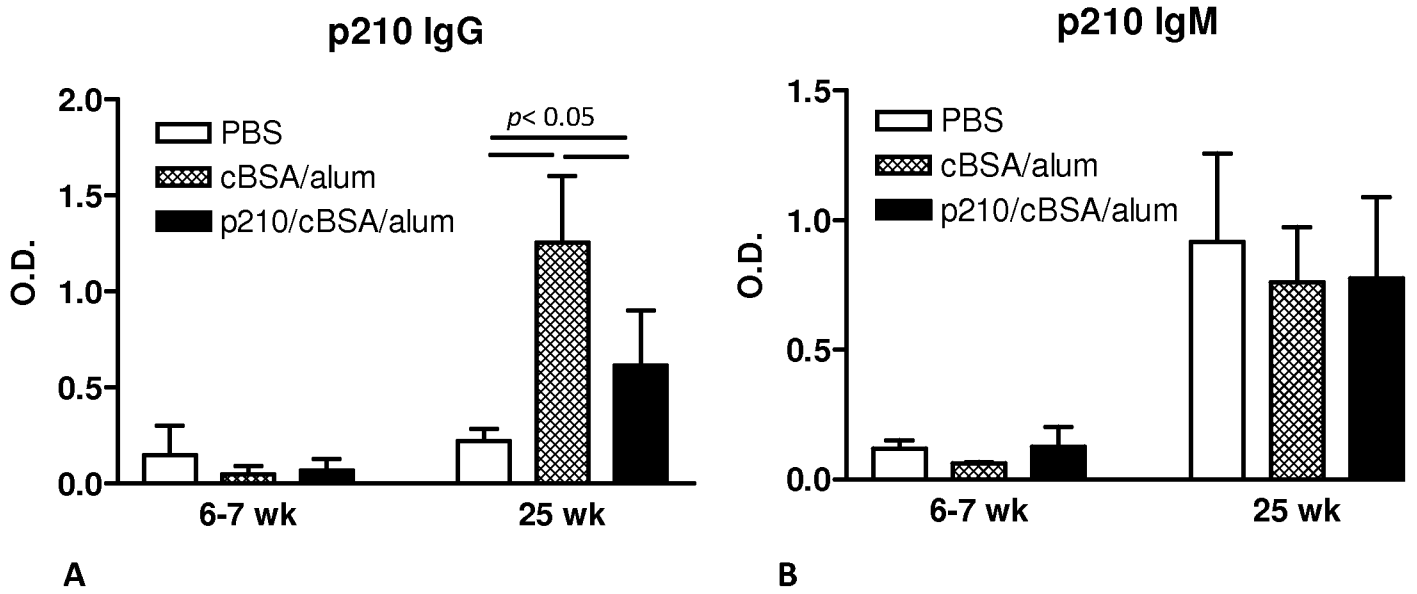 p210 IgG
2.0
1.5
1.0
0.5
0.0
O.D.
PBS
cBSA/alum
p210/cBSA/alum
p< 0.05
6-7 wk
25 wk
A
p210 IgM
1.5
1.0
0.5
0.0
O.D.
PBS
cBSA/alum
p210/cBSA/alum
6-7 wk
25 wk
B